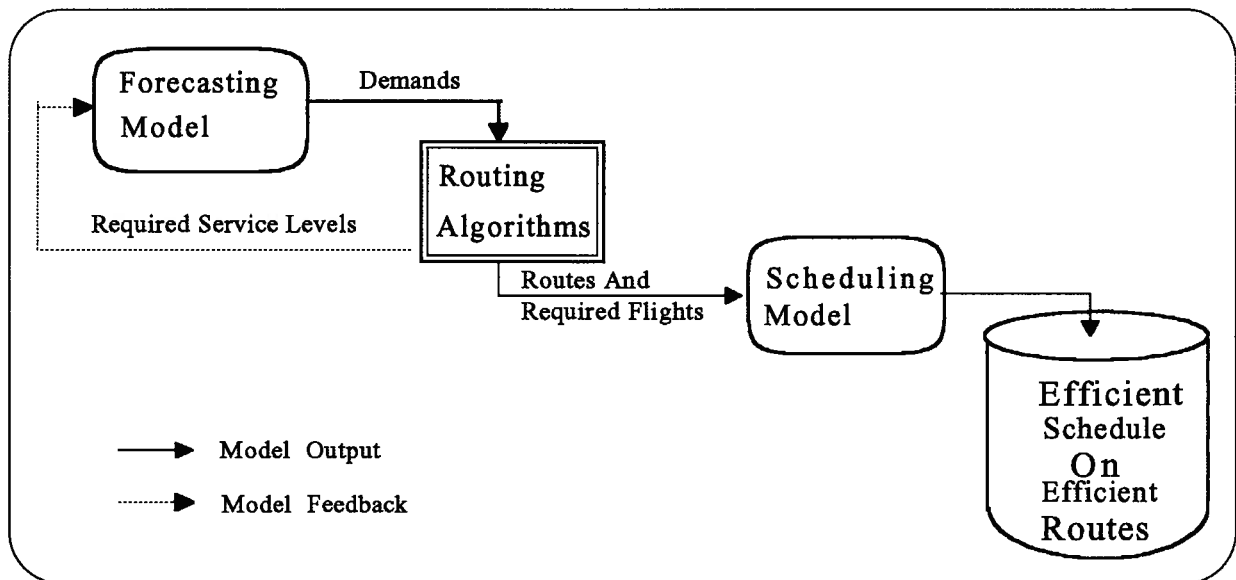 Forecasting
Model
Demands
Routing
Algorithms
Required Service Levels
Routes And
Required Flights
Scheduling
Model
Efficient
Schedule
On
Efficient
Routes
Model Output
Model Feedback